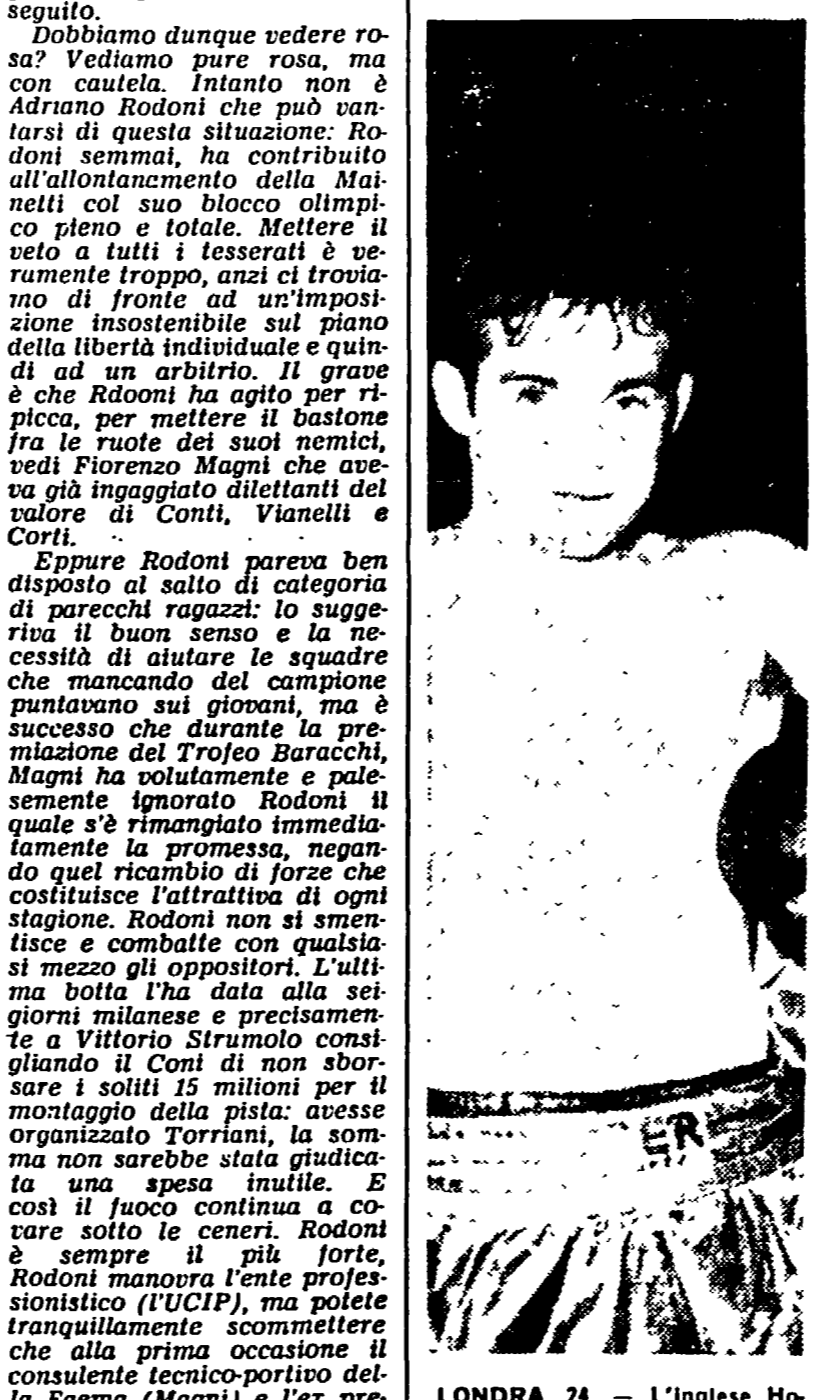 seguito.
Dobbiamo dunque vedere ro-
sa? Vediamo pure rosa, ma
con cautela. Intanto non è
Adriano Rodoni che può van-
tarsi di questa situazione: Ro-
doni semmai, ha contribuito
all'allontanamento della Mai-
netti col suo blocco olimpi-
co pieno e totale. Mettere il
veto a tutti i tesserati è ve-
ramente troppo, anzi ci trovia-
mo di fronte ad un'imposi-
zione insostenibile sul piano
della libertà individuale e quin-
di ad un arbitrio. Il grave
è che Rdooni ha agito per ri-
picca, per mettere il bastone
fra le ruote dei suoi nemici,
vedi Fiorenzo Magni che ave-
va già ingaggiato dilettanti del
valore di Conti, Vianelli e
Corti.
Eppure Rodoni pareva ben
disposto al salto di categoria
di parecchi ragazzi: lo sugge-
riva il buon senso e la ne-
cessità di aiutare le squadre
che mancando del campione
puntavano sui giovani, ma è
successo che durante la pre-
miazione del Trofeo Baracchi,
Magni ha volutamente e pale-
semente ignorato Rodoni il
quale s'è rimangiato immedia-
tamente la promessa, negan-
do quel ricambio di forze che
costituisce l'attrattiva di ogni
stagione. Rodoni non si smen-
tisce e combatte con qualsia-
si mezzo gli oppositori. L'ulti-
ma botta l'ha data alla sei-
giorni milanese e precisamen-
te a Vittorio Strumolo consi-
gliando il Coni di non sbor-
sare i soliti 15 milioni per il
montaggio della pista: avesse
organizzato Torriani, la som-
ma non sarebbe stata giudica-
ta una spesa inutile. E
così il fuoco continua a co-
vare sotto le ceneri. Rodoni
è sempre il più forte,
Rodoni manovra l'ente profes-
sionistico (l'UCIP), ma potete
tranquillamente scommettere
che alla prima occasione il
consulente tecnico-portivo del-
la Faema (Magni) e l'ex pre-
ER
LONDRA, 24 — L'inglese Ho-